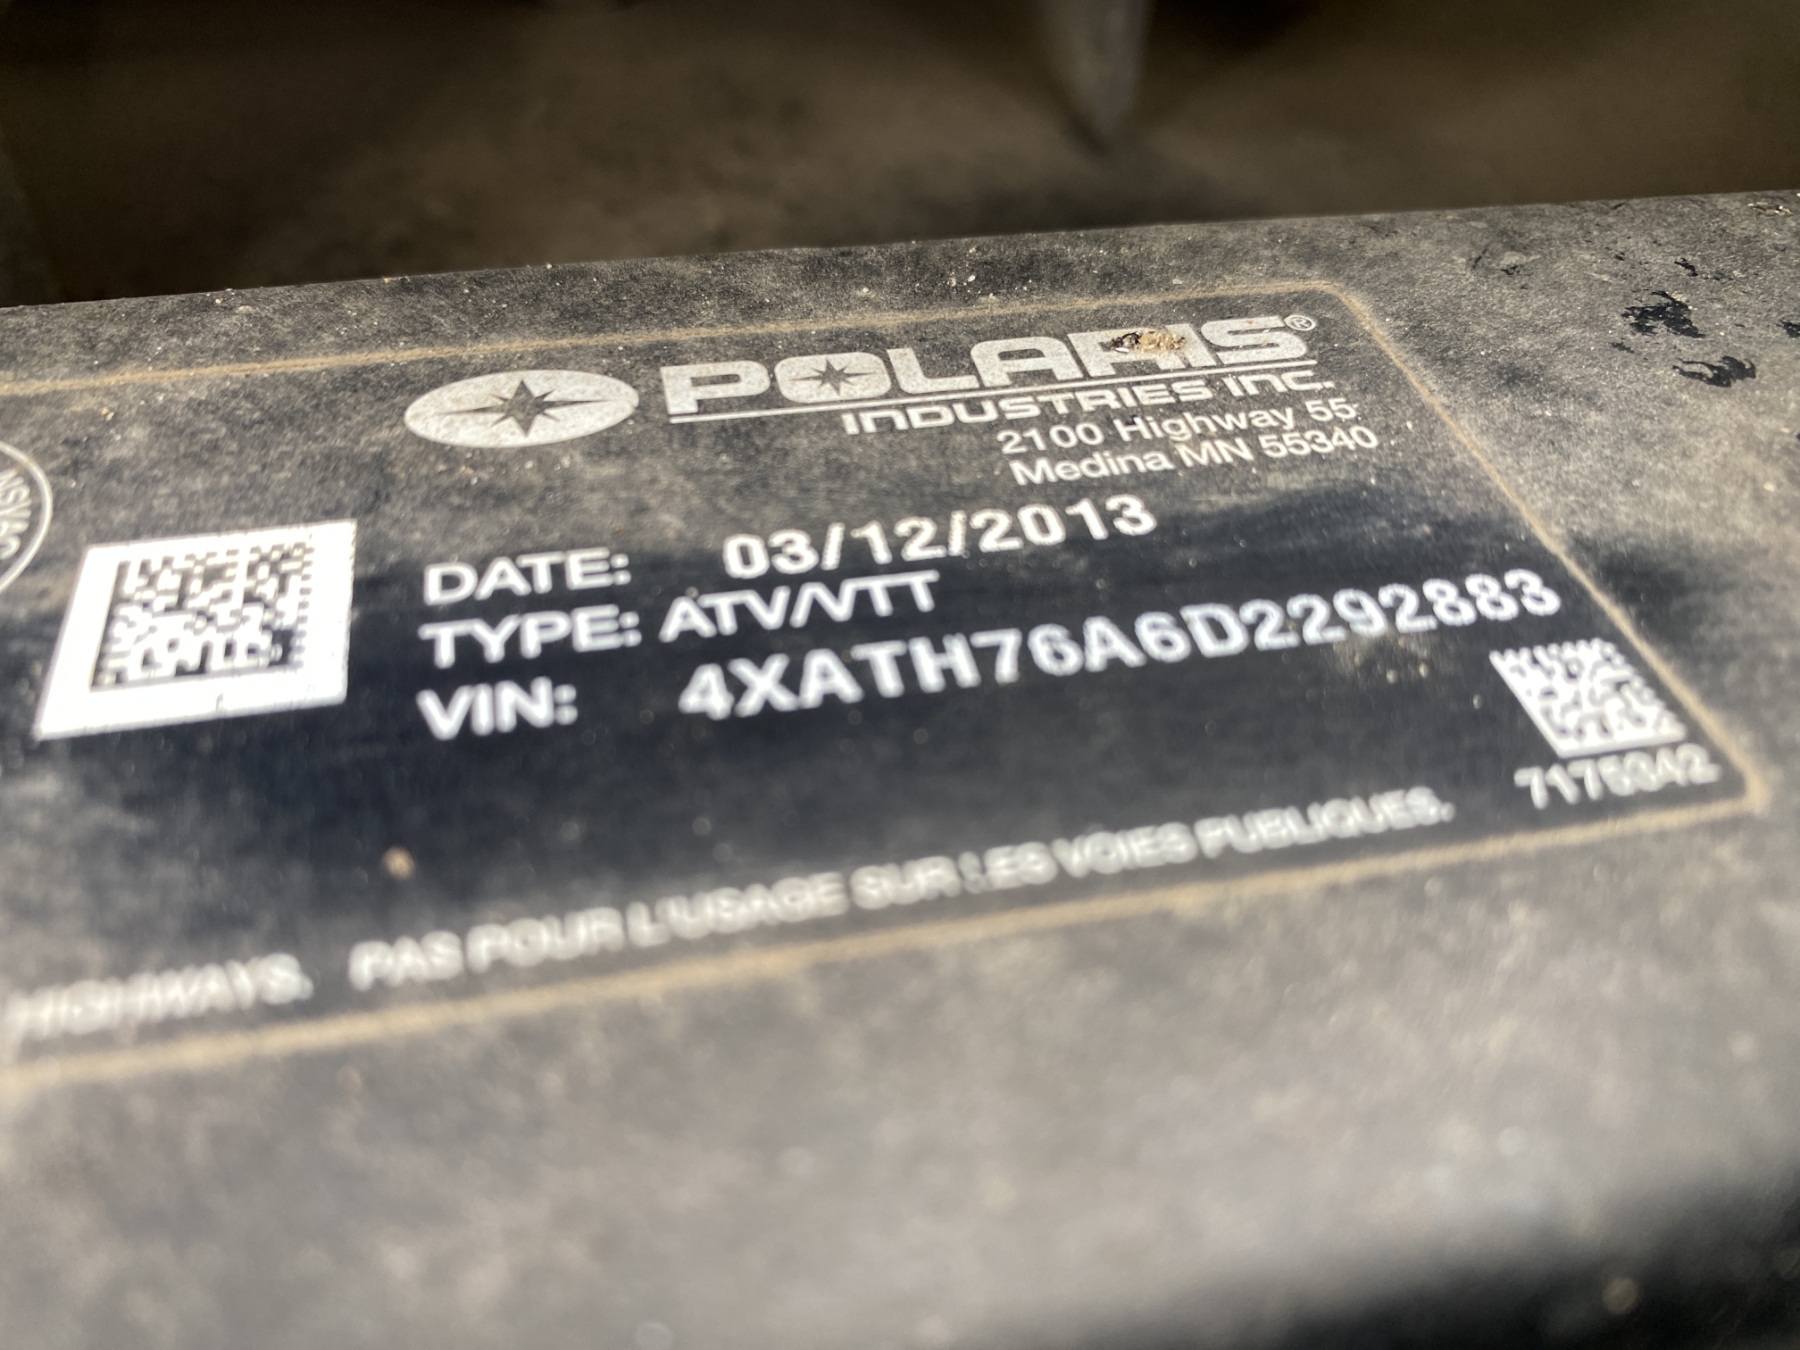 POLARIS®
INDUSTRIES INC.
2100 Highway 55
Medina MN 55340
DATE: 03/12/2013
TYPE: ATV/VTT
VIN: 4XATH76A6D2292883
7175342
HIGHWAYS. PAS POUR L'USAGE SUR LES VOIES PUBLIQUES.